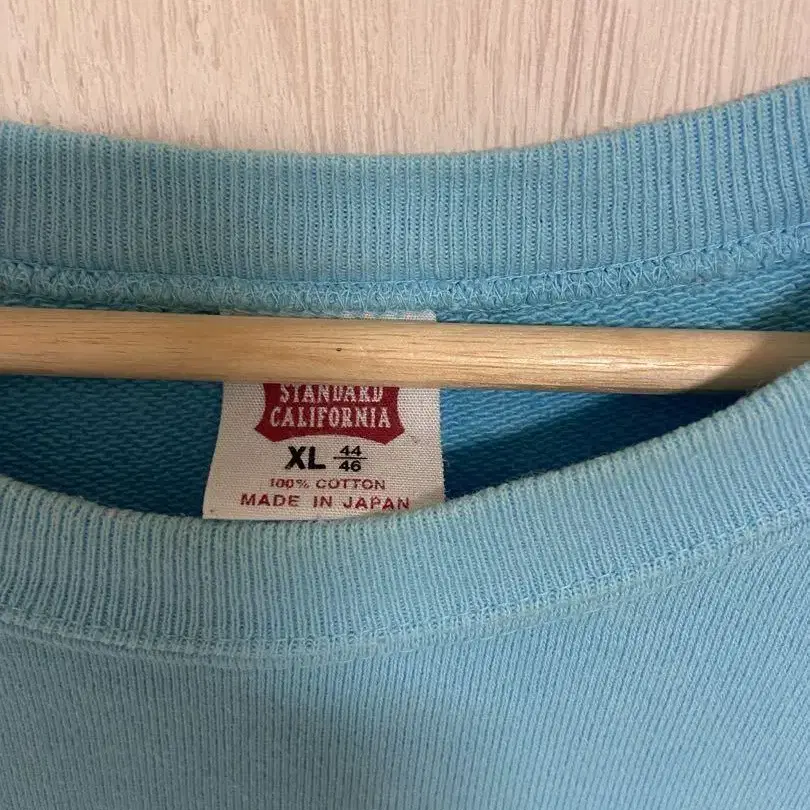 STANDARD
CALIFORNIA
XL 44/46
100% COTTON
MADE IN JAPAN